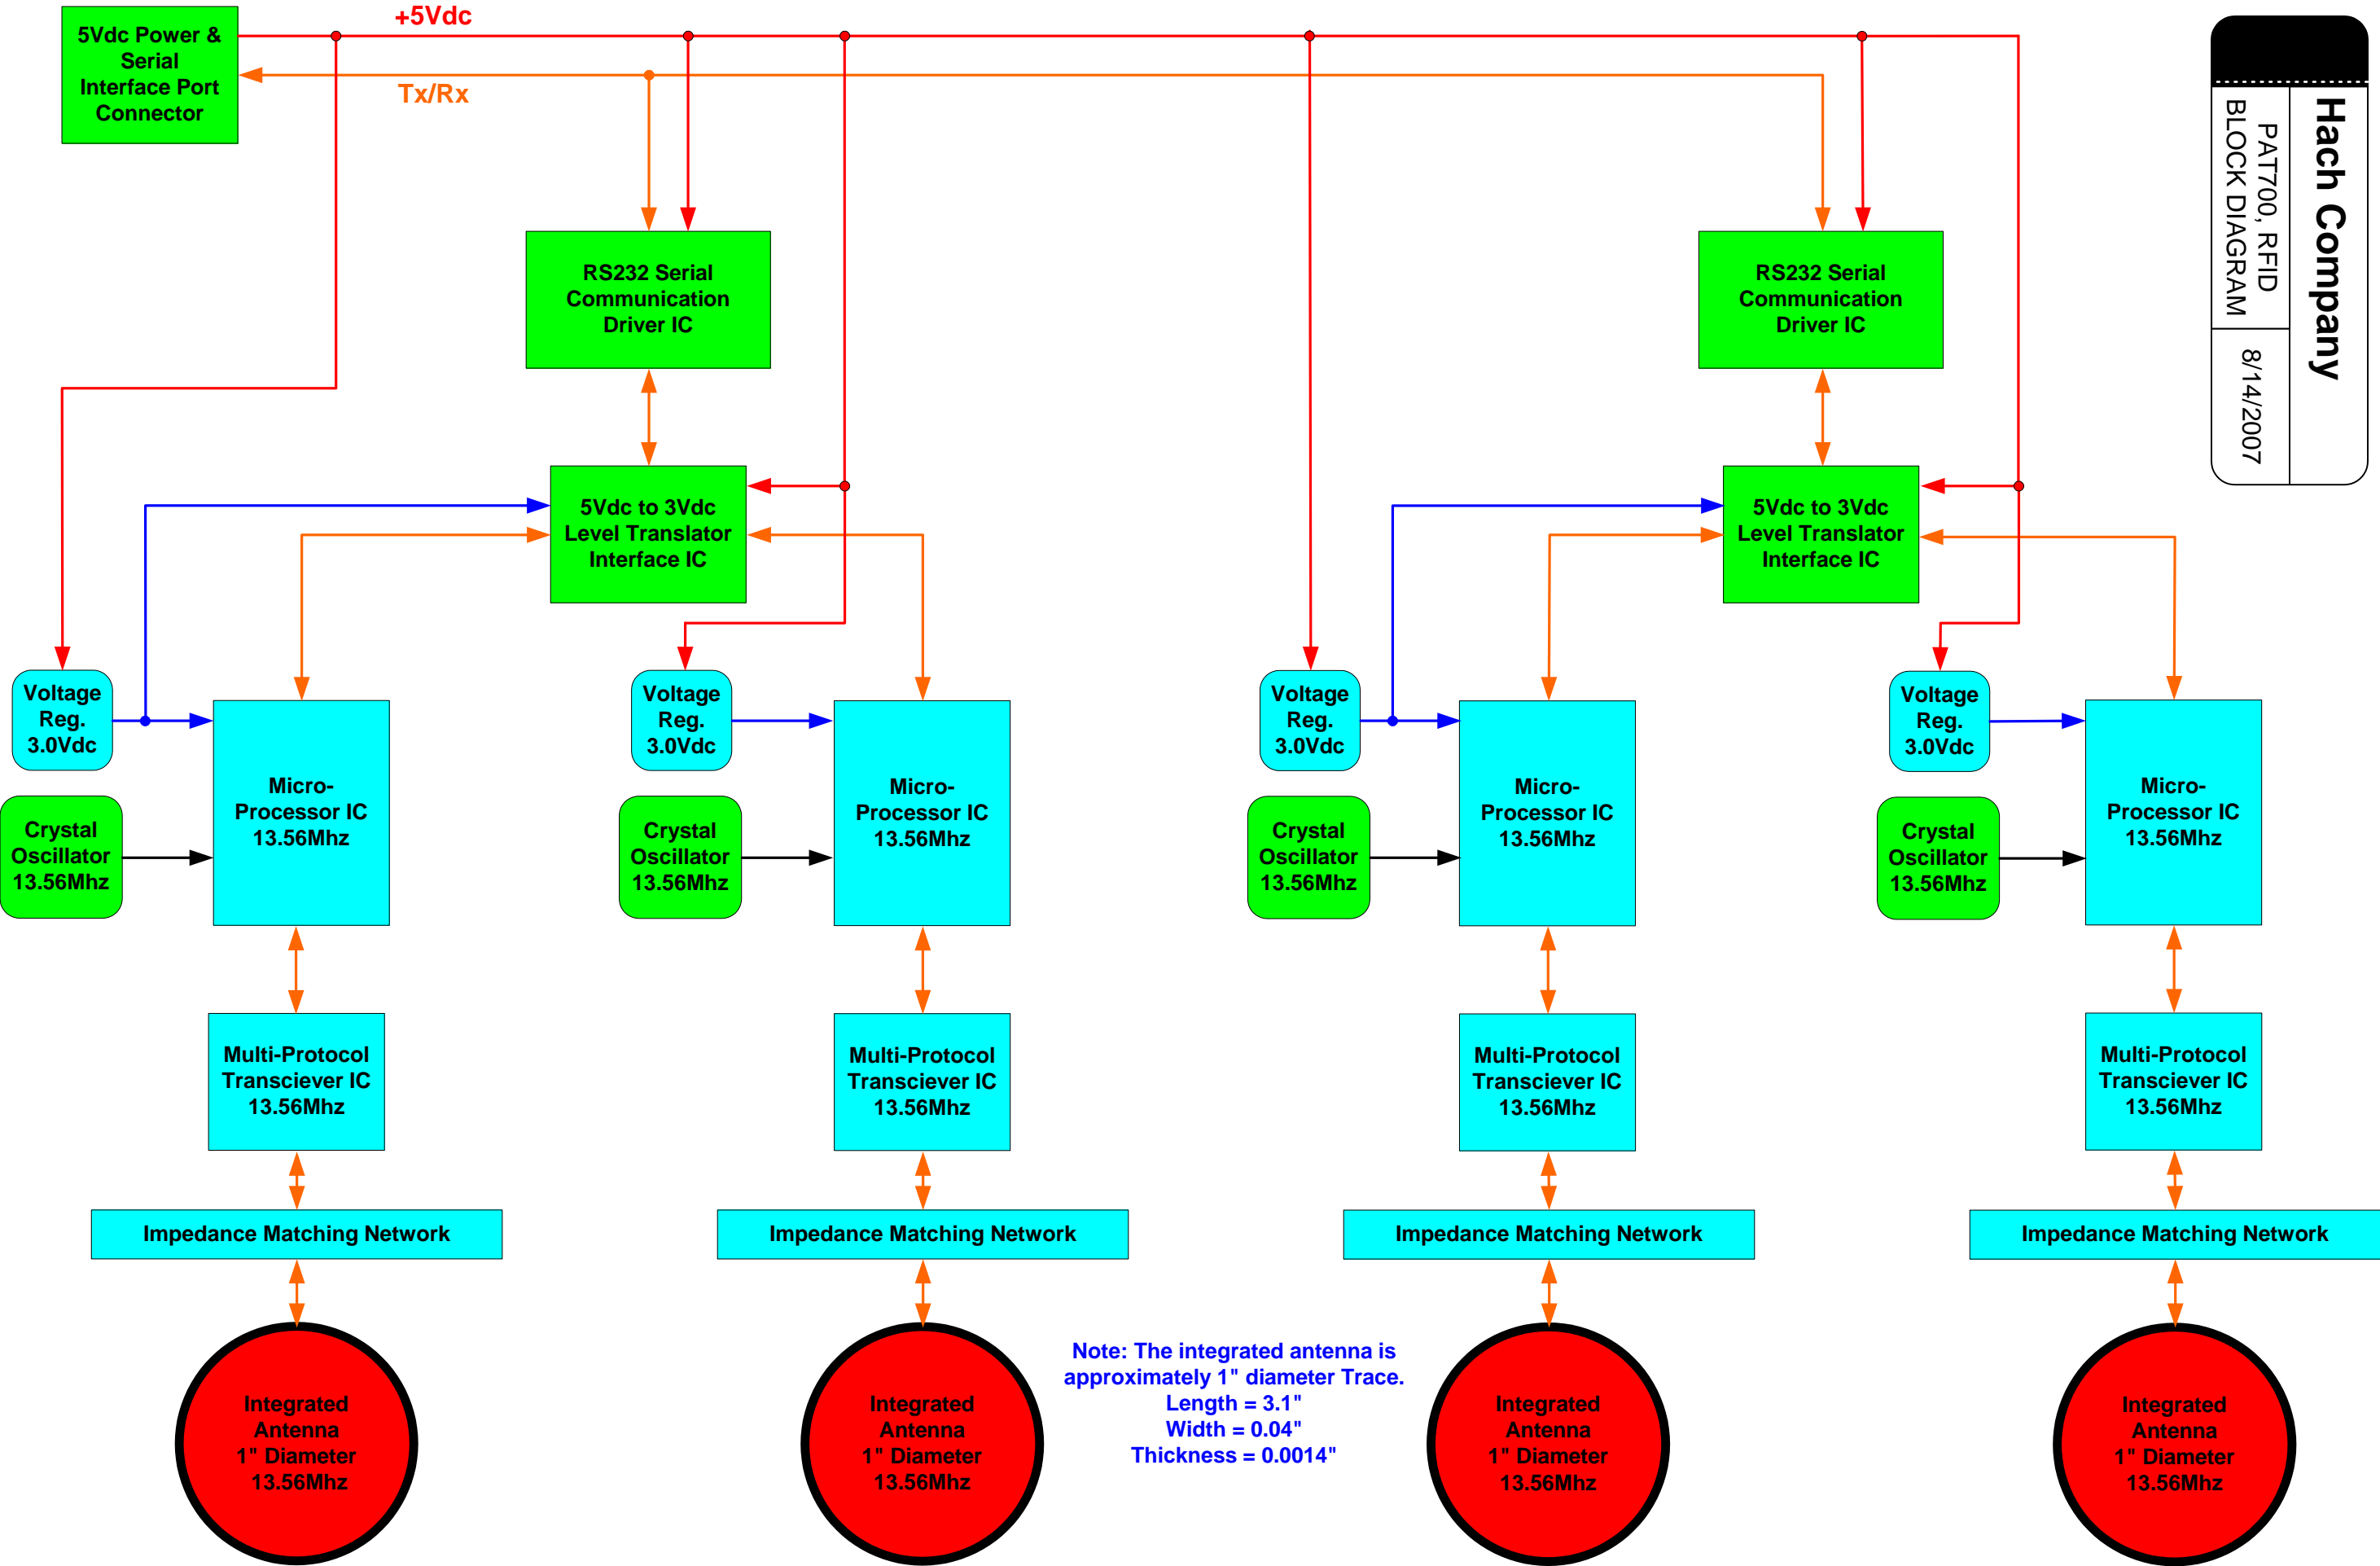 +5Vdc
5Vdc Power &
Serial
Interface Port
Connector
Tx/Rx
Hach Company
PAT700, RFID
BLOCK DIAGRAM
8/14/2007
RS232 Serial
Communication
Driver IC
RS232 Serial
Communication
Driver IC
5Vdc to 3Vdc
Level Translator
Interface IC
5Vdc to 3Vdc
Level Translator
Interface IC
Voltage
Reg.
3.0Vdc
Voltage
Reg.
3.0Vdc
Voltage
Reg.
3.0Vdc
Voltage
Reg.
3.0Vdc
Crystal
Oscillator
13.56Mhz
Micro-
Processor IC
13.56Mhz
Crystal
Oscillator
13.56Mhz
Micro-
Processor IC
13.56Mhz
Crystal
Oscillator
13.56Mhz
Micro-
Processor IC
13.56Mhz
Crystal
Oscillator
13.56Mhz
Micro-
Processor IC
13.56Mhz
Multi-Protocol
Transciever IC
13.56Mhz
Multi-Protocol
Transciever IC
13.56Mhz
Multi-Protocol
Transciever IC
13.56Mhz
Multi-Protocol
Transciever IC
13.56Mhz
Impedance Matching Network
Impedance Matching Network
Impedance Matching Network
Impedance Matching Network
Integrated
Antenna
1" Diameter
13.56Mhz
Integrated
Antenna
1" Diameter
13.56Mhz
Note: The integrated antenna is
approximately 1" diameter Trace.
Length = 3.1"
Width = 0.04"
Thickness = 0.0014"
Integrated
Antenna
1" Diameter
13.56Mhz
Integrated
Antenna
1" Diameter
13.56Mhz